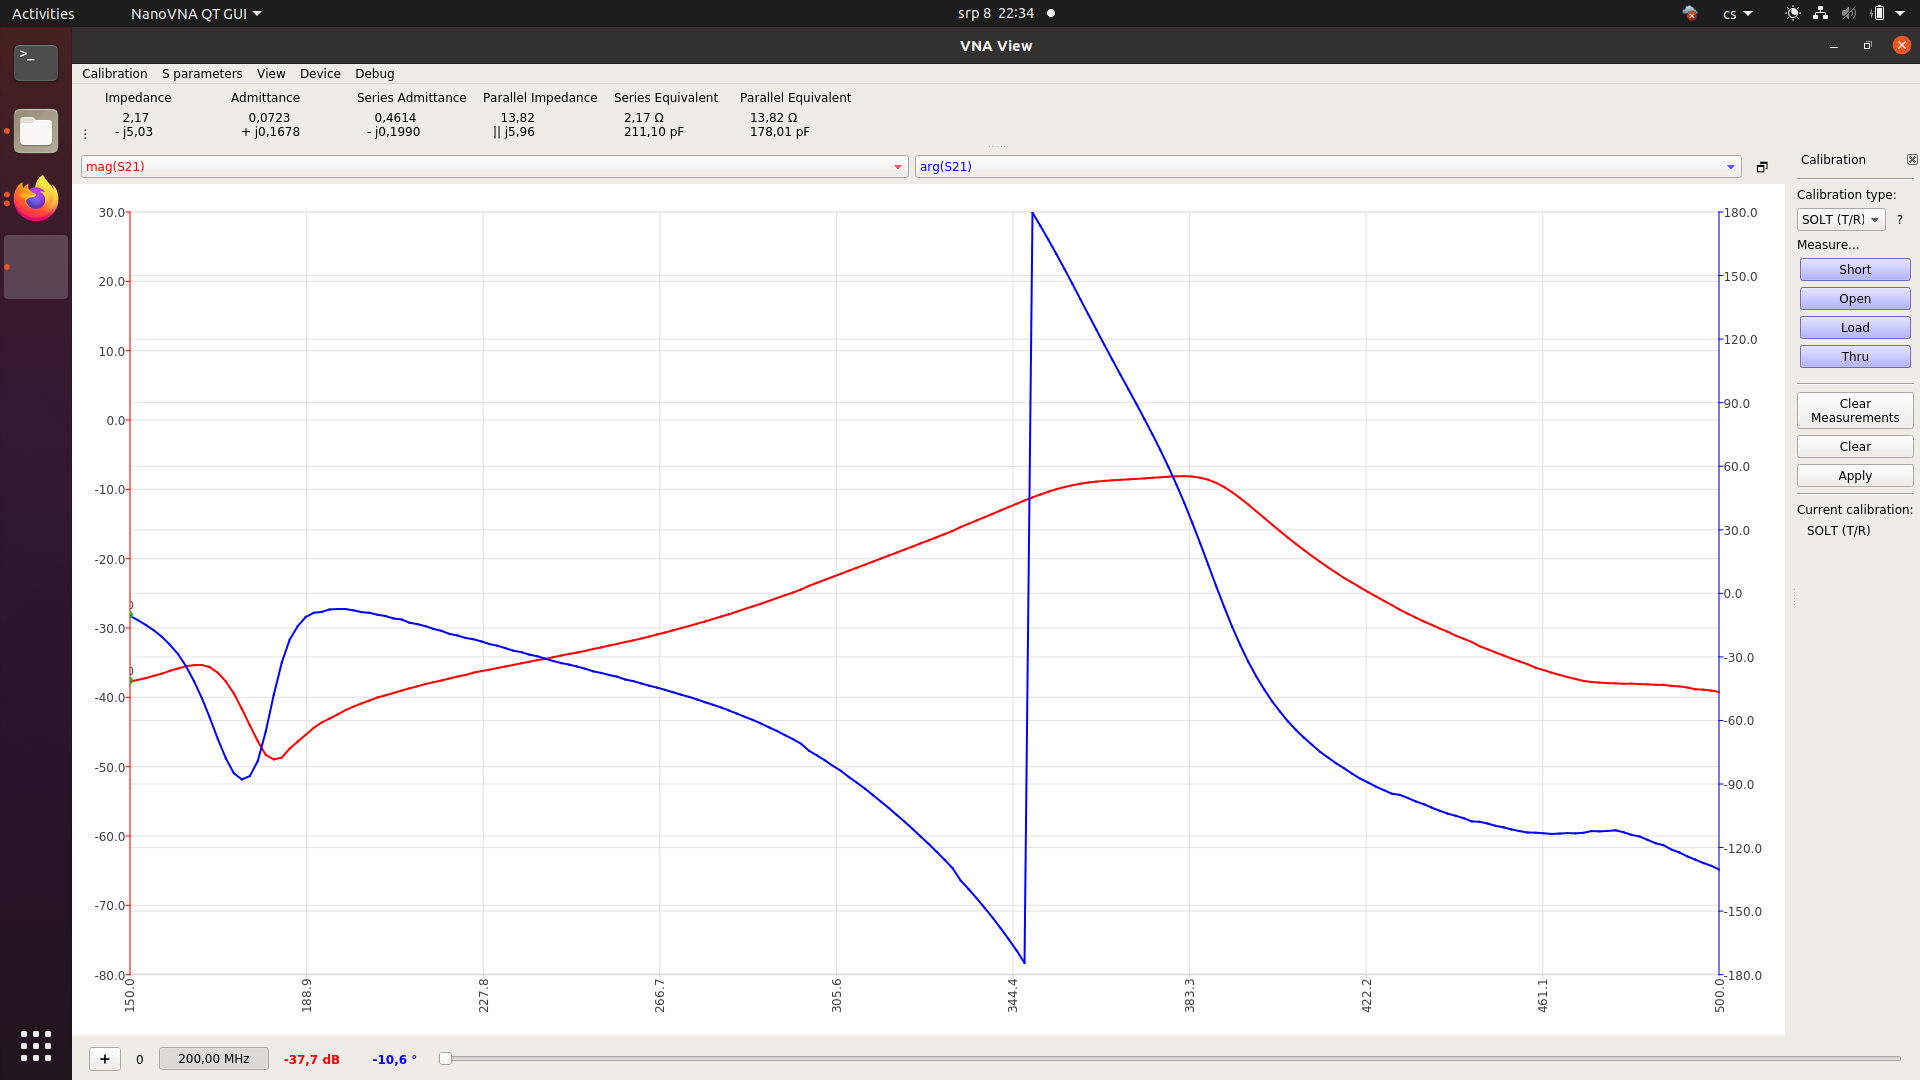 Activities
NanoVNA QT GUI
srp 8 22:34
cs
VNA View
Calibration S parameters View Device Debug
Impedance Admittance Series Admittance Parallel Impedance Series Equivalent Parallel Equivalent
2,17 0,0723 0,4614 13,82 2,17 Ω 13,82 Ω
- j5,03 + j0,1678 - j0,1990 || j5,96 211,10 pF 178,01 pF
mag(S21)
arg(S21)
30.0
20.0
10.0
0.0
-10.0
-20.0
-30.0
-40.0
-50.0
-60.0
-70.0
-80.0
0
0
180.0
150.0
120.0
90.0
60.0
30.0
0.0
-30.0
-60.0
-90.0
-120.0
-150.0
-180.0
150.0
188.9
227.8
266.7
305.6
344.4
383.3
422.2
461.1
500.0
Calibration
Calibration type:
SOLT (T/R) ?
Measure...
Short
Open
Load
Thru
Clear
Measurements
Clear
Apply
Current calibration:
SOLT (T/R)
+ 0 200,00 MHz -37,7 dB -10,6 °